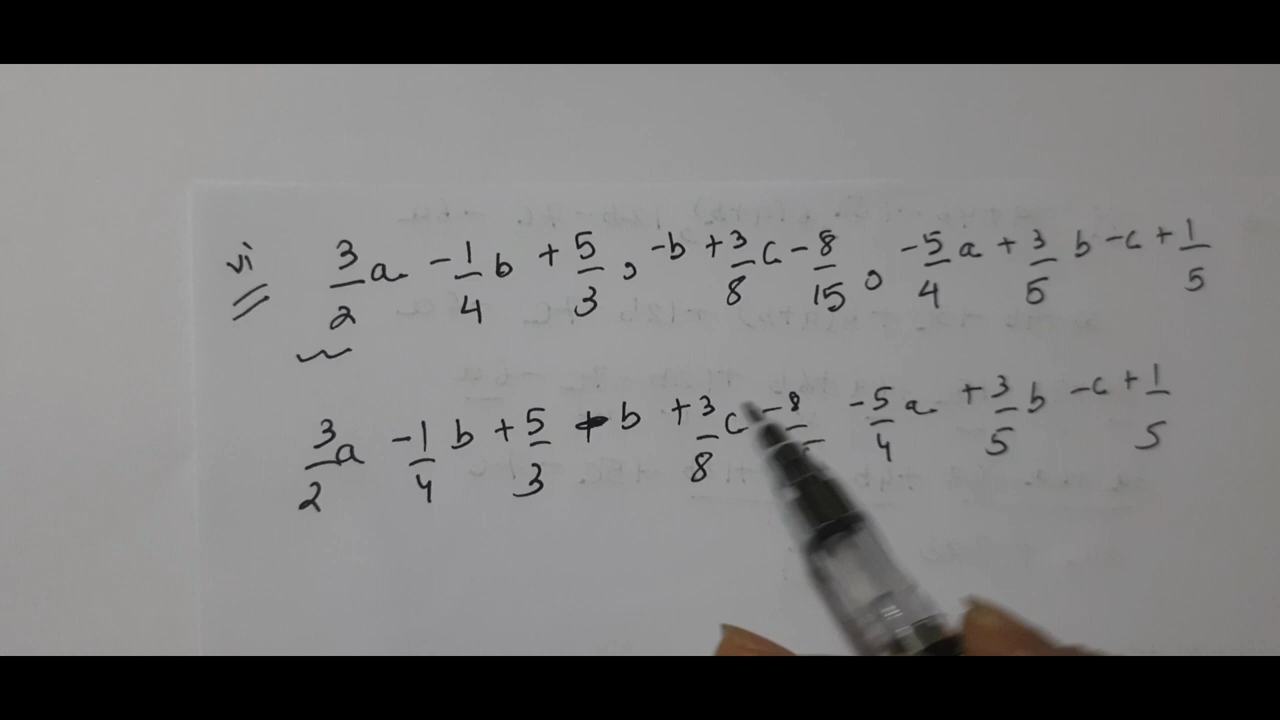 vi 3/2 a - 1/4 b + 5/3 , -b + 3/8 c - 8/15 , -5/4 a + 3/5 b - c + 1/5
3/2 a - 1/4 b + 5/3 - b + 3/8 c - 8 -5/4 a + 3/5 b - c + 1/5